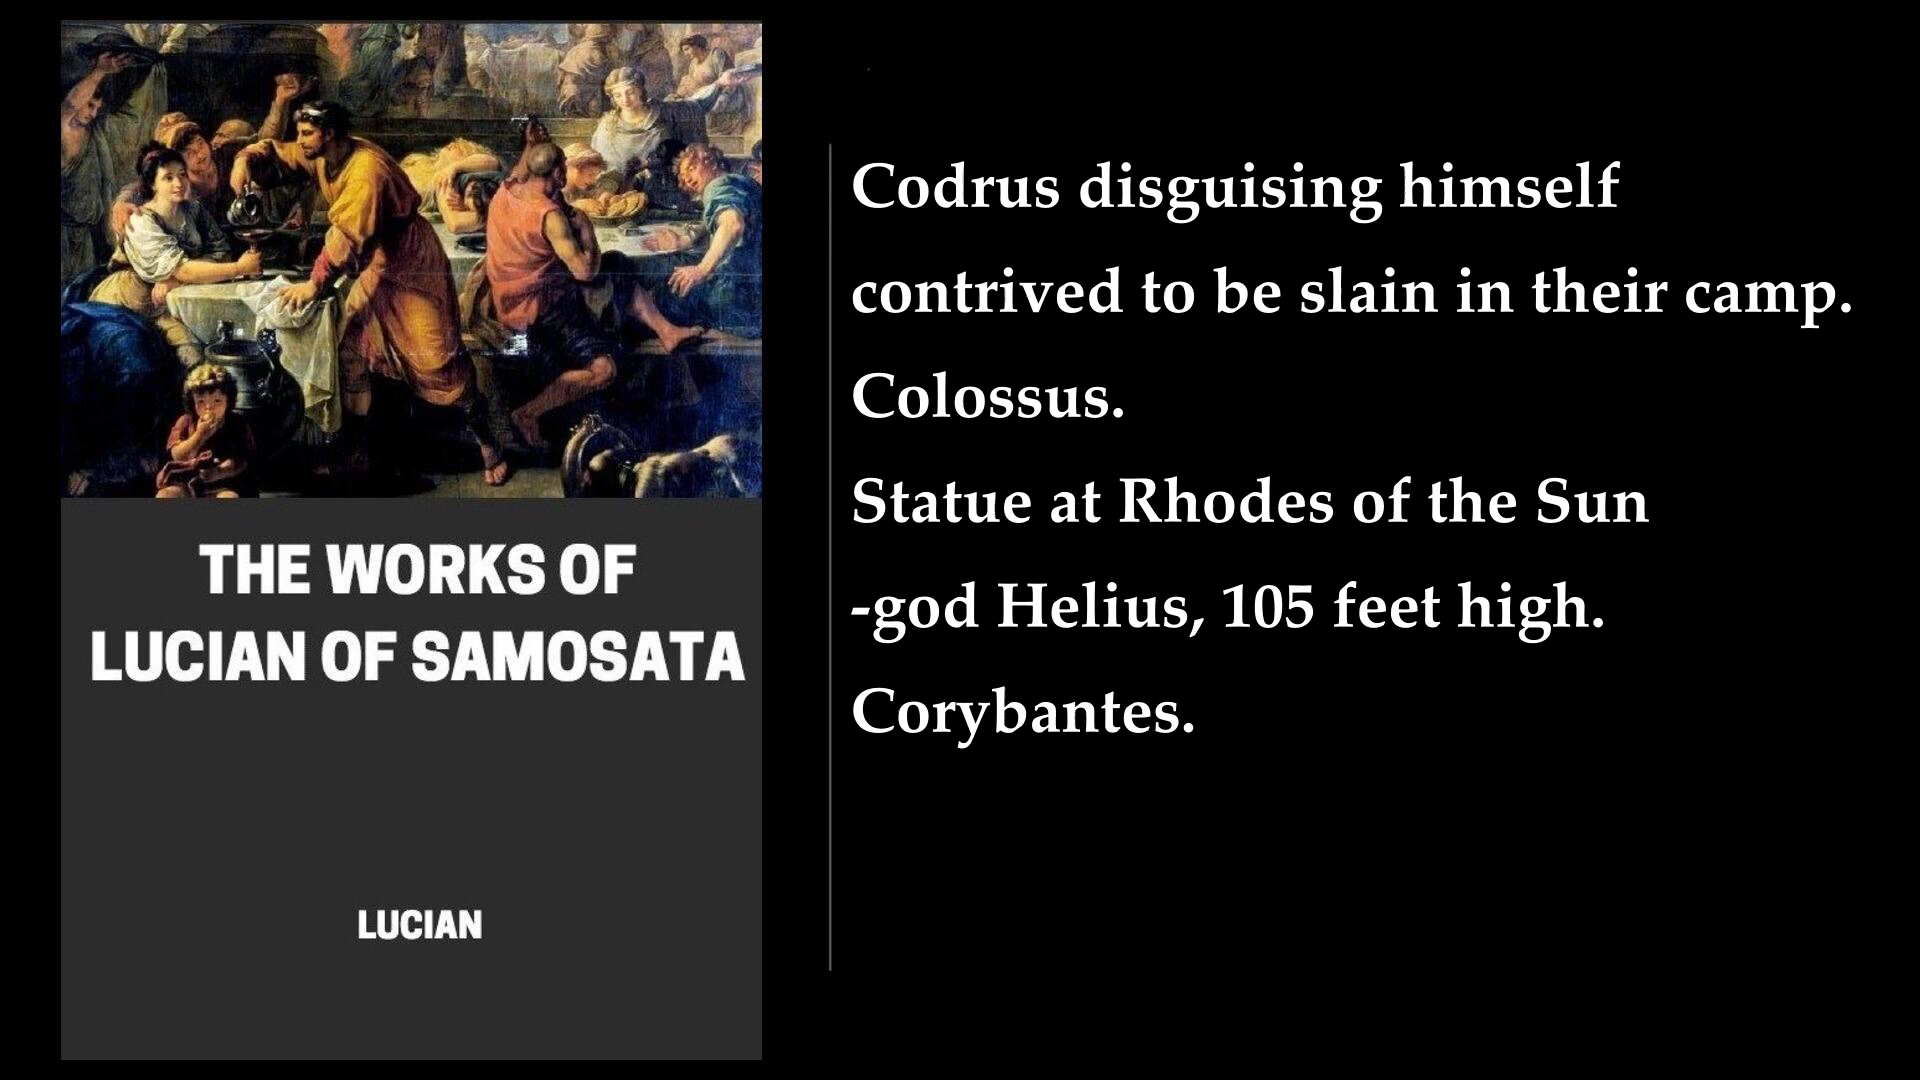 THE WORKS OF
LUCIAN OF SAMOSATA
LUCIAN
Codrus disguising himself
contrived to be slain in their camp.
Colossus.
Statue at Rhodes of the Sun
-god Helius, 105 feet high.
Corybantes.